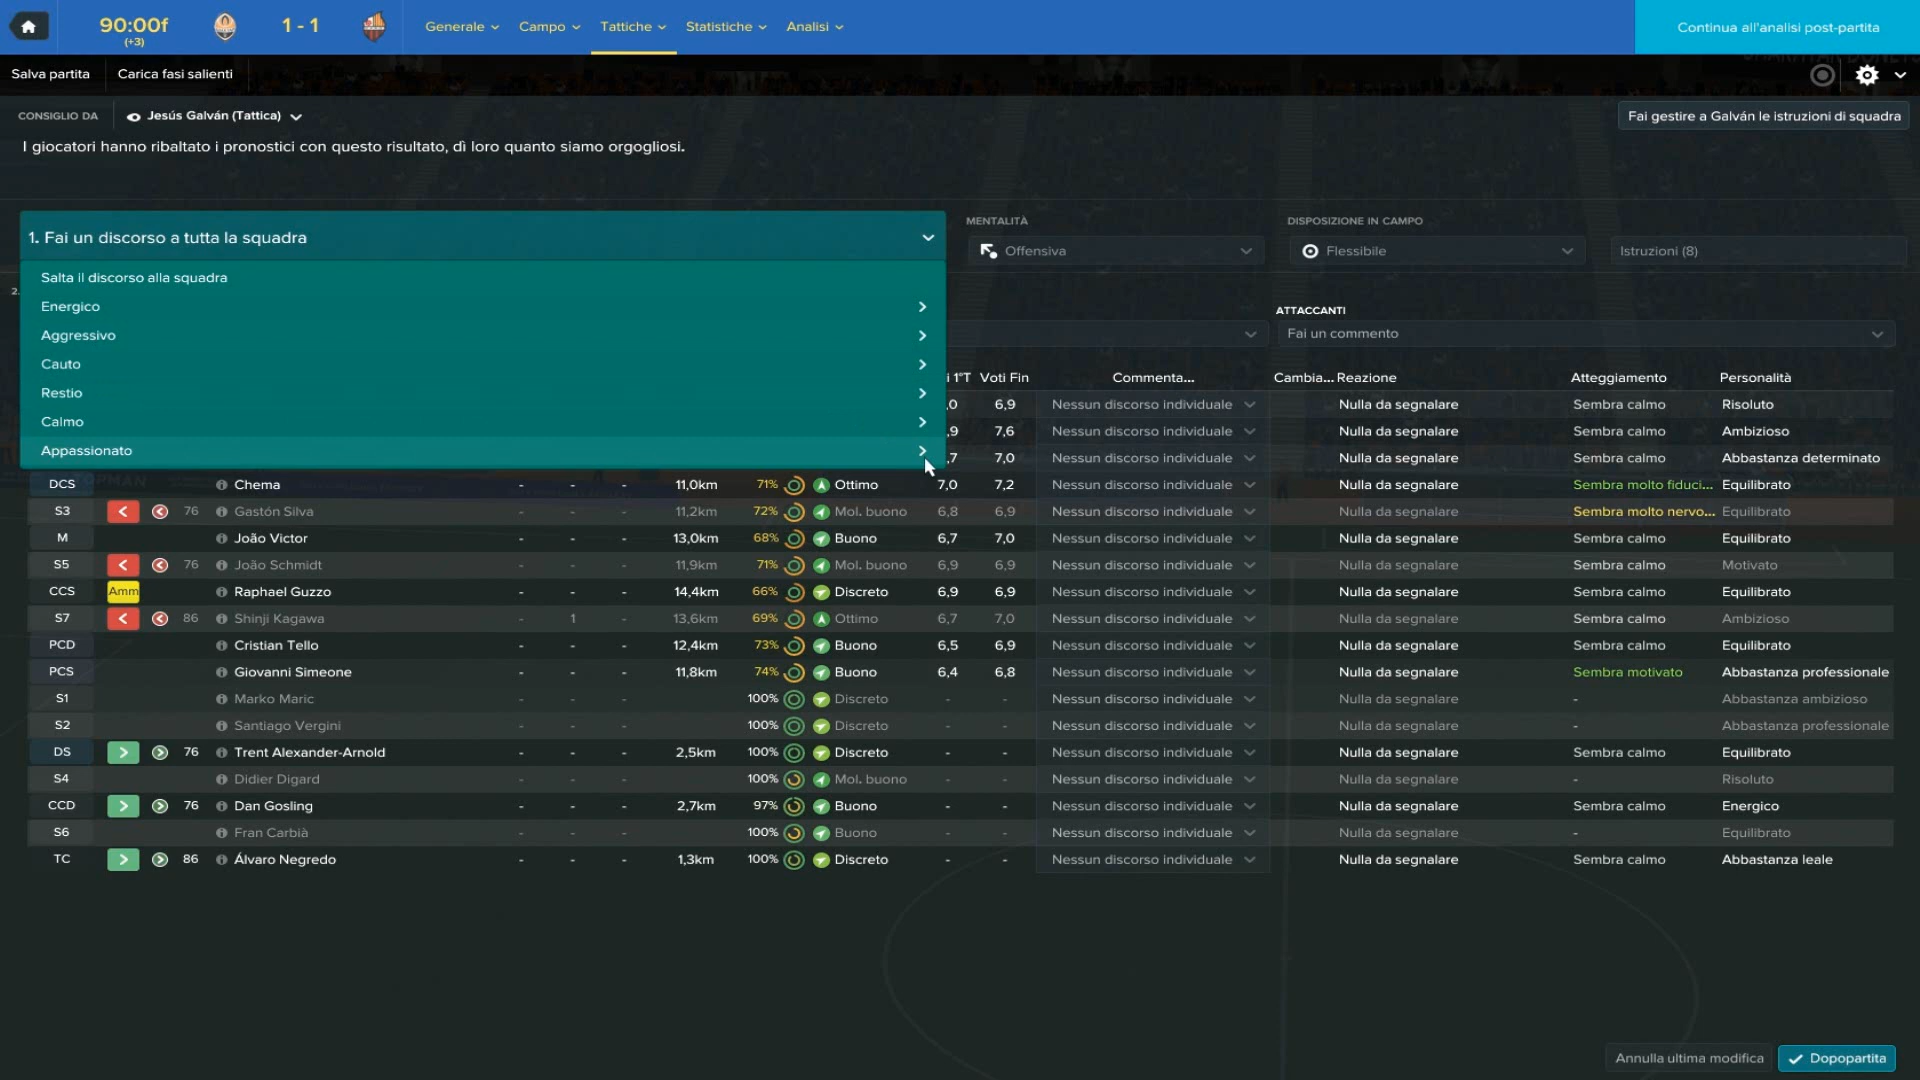 90:00f
(+3)
1 - 1
Generale
Campo
Tattiche
Statistiche
Analisi
Continua all'analisi post-partita
Salva partita
Carica fasi salienti
CONSIGLIO DA
Jesús Galván (Tattica)
Fai gestire a Galván le istruzioni di squadra
I giocatori hanno ribaltato i pronostici con questo risultato, dì loro quanto siamo orgogliosi.
1. Fai un discorso a tutta la squadra
MENTALITÀ
Offensiva
DISPOSIZIONE IN CAMPO
Flessibile
Istruzioni (8)
Salta il discorso alla squadra
2.
Energico
Aggressivo
Cauto
Restio
Calmo
Appassionato
ATTACCANTI
Fai un commento
i 1°T Voti Fin Commenta... Cambia... Reazione Atteggiamento Personalità
,0 6,9 Nessun discorso individuale Nulla da segnalare Sembra calmo Risoluto
,9 7,6 Nessun discorso individuale Nulla da segnalare Sembra calmo Ambizioso
,7 7,0 Nessun discorso individuale Nulla da segnalare Sembra calmo Abbastanza determinato
DCS Chema - - - 11,0km 71% Ottimo 7,0 7,2 Nessun discorso individuale Nulla da segnalare Sembra molto fiduci... Equilibrato
S3 76 Gastón Silva - - - 11,2km 72% Mol. buono 6,8 6,9 Nessun discorso individuale Nulla da segnalare Sembra molto nervo... Equilibrato
M João Victor - - - 13,0km 68% Buono 6,7 7,0 Nessun discorso individuale Nulla da segnalare Sembra calmo Equilibrato
S5 76 João Schmidt - - - 11,9km 71% Mol. buono 6,9 6,9 Nessun discorso individuale Nulla da segnalare Sembra calmo Motivato
CCS Amm Raphael Guzzo - - - 14,4km 66% Discreto 6,9 6,9 Nessun discorso individuale Nulla da segnalare Sembra calmo Equilibrato
S7 86 Shinji Kagawa - 1 - 13,6km 69% Ottimo 6,7 7,0 Nessun discorso individuale Nulla da segnalare Sembra calmo Ambizioso
PCD Cristian Tello - - - 12,4km 73% Buono 6,5 6,9 Nessun discorso individuale Nulla da segnalare Sembra calmo Equilibrato
PCS Giovanni Simeone - - - 11,8km 74% Buono 6,4 6,8 Nessun discorso individuale Nulla da segnalare Sembra motivato Abbastanza professionale
S1 Marko Maric - - - 100% Discreto - - Nessun discorso individuale Nulla da segnalare - Abbastanza ambizioso
S2 Santiago Vergini - - - 100% Discreto - - Nessun discorso individuale Nulla da segnalare - Abbastanza professionale
DS 76 Trent Alexander-Arnold - - - 2,5km 100% Discreto - - Nessun discorso individuale Nulla da segnalare Sembra calmo Equilibrato
S4 Didier Digard - - - 100% Mol. buono - - Nessun discorso individuale Nulla da segnalare - Risoluto
CCD 76 Dan Gosling - - - 2,7km 97% Buono - - Nessun discorso individuale Nulla da segnalare Sembra calmo Energico
S6 Fran Carbià - - - 100% Buono - - Nessun discorso individuale Nulla da segnalare - Equilibrato
TC 86 Álvaro Negredo - - - 1,3km 100% Discreto - - Nessun discorso individuale Nulla da segnalare Sembra calmo Abbastanza leale
Annulla ultima modifica
Dopopartita